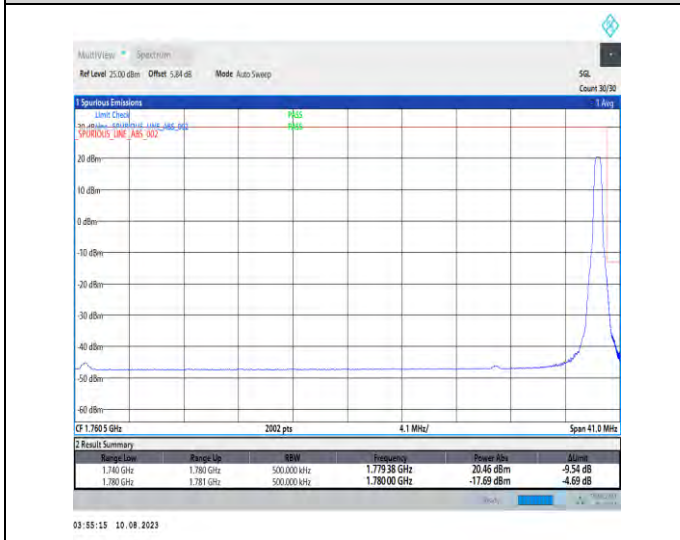 MultiView Spectrum
Ref Level 25.00 dBm Offset 5.84 dB Mode Auto Sweep SGL
Count 30/30
1 Spurious Emissions 1 Avg
Limit Check PASS
SPURIOUS_LINE_ABS_002 PASS
SPURIOUS_LINE_ABS_002
20 dBm
10 dBm
0 dBm
-10 dBm
-20 dBm
-30 dBm
-40 dBm
-50 dBm
-60 dBm
CF 1.760 5 GHz 2002 pts 4.1 MHz/ Span 41.0 MHz
2 Result Summary
Range Low Range Up RBW Frequency Power Abs ΔLimit
1.740 GHz 1.780 GHz 500.000 kHz 1.779 38 GHz 20.46 dBm -9.54 dB
1.780 GHz 1.781 GHz 500.000 kHz 1.780 00 GHz -17.69 dBm -4.69 dB
03:55:15 10.08.2023